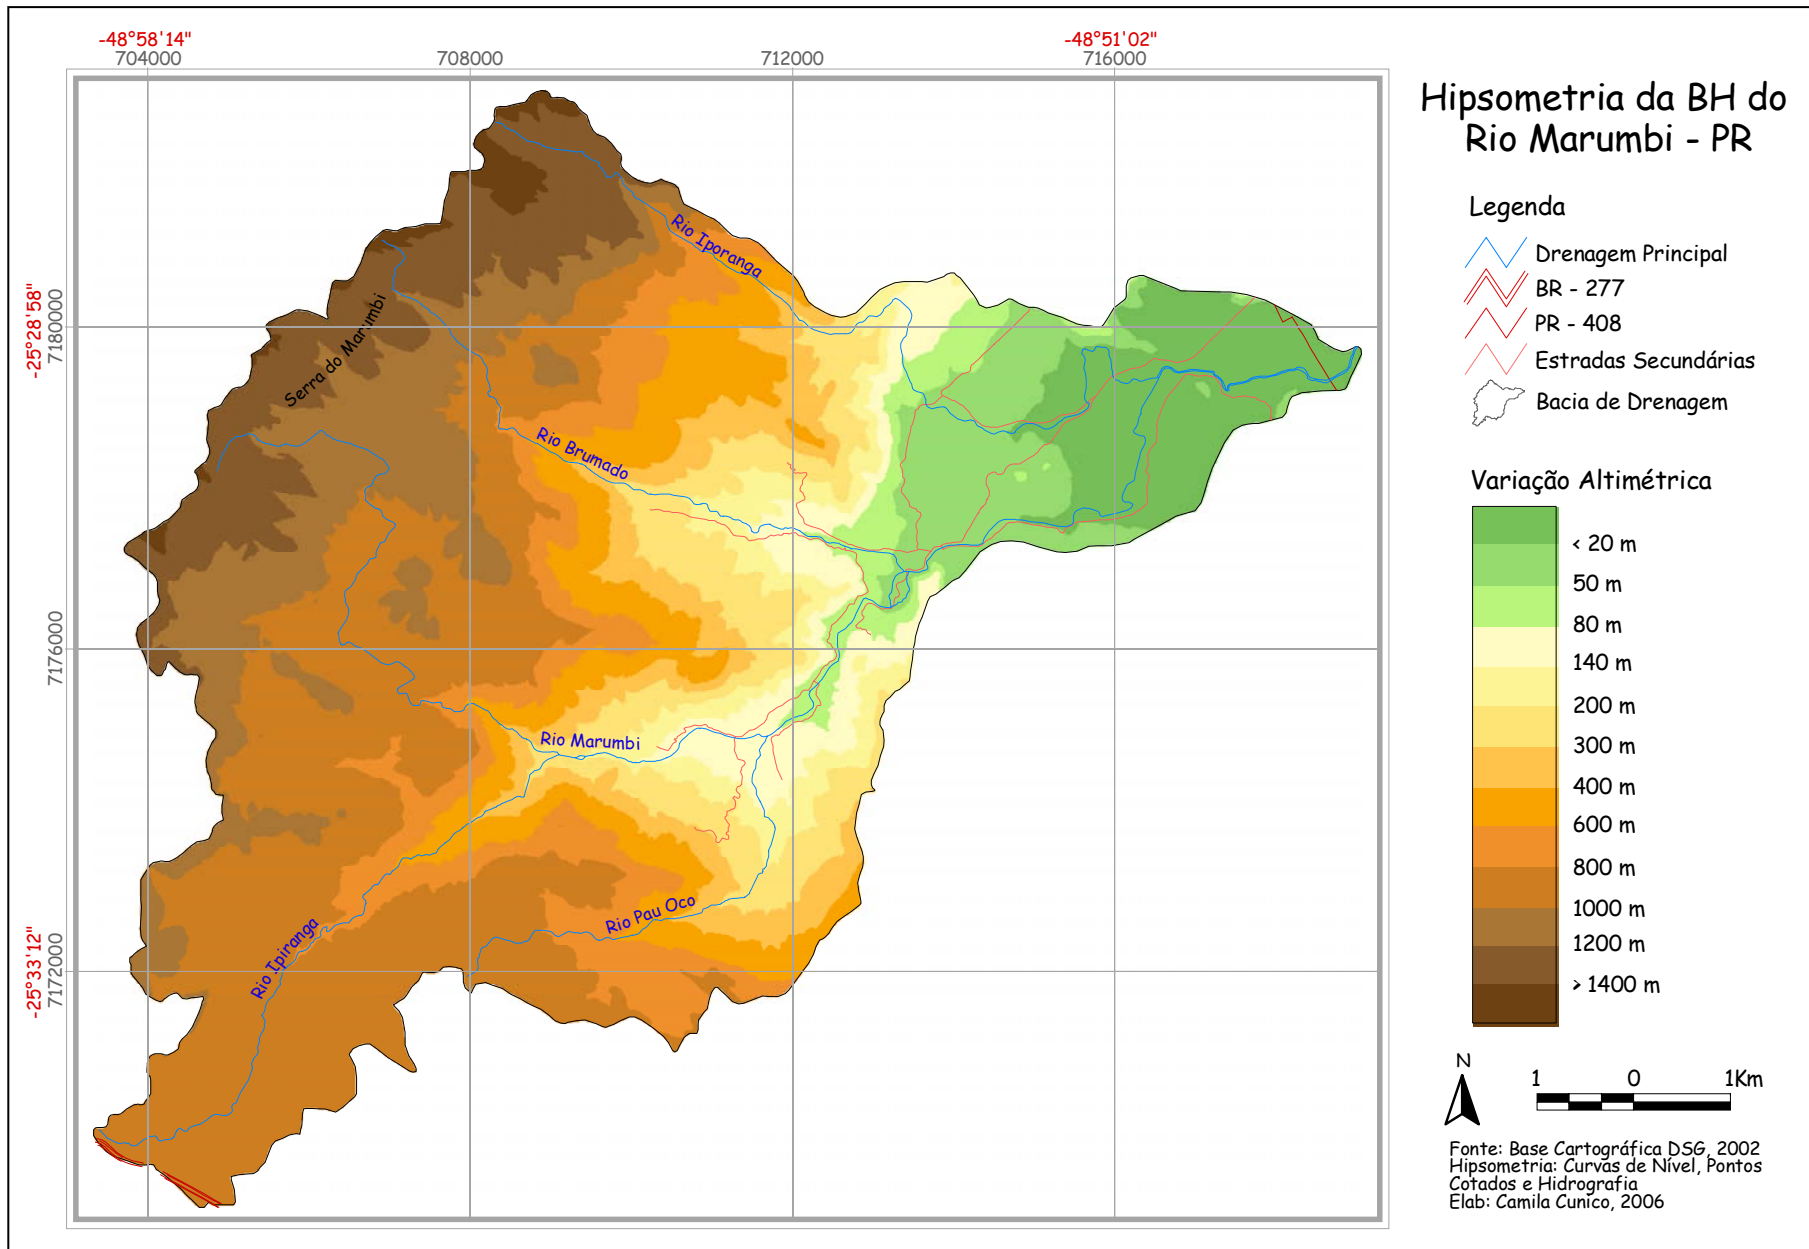 -48°58'14"
-48°51'02"
704000
708000
712000
716000
-25°28'58"
7180000
7176000
-25°33'12"
7172000
Rio Iporanga
Serra do Marumbi
Rio Brumado
Rio Marumbi
Rio Pau Oco
Rio Ipiranga
Hipsometria da BH do
Rio Marumbi - PR
Legenda
Drenagem Principal
BR - 277
PR - 408
Estradas Secundárias
Bacia de Drenagem
Variação Altimétrica
< 20 m
50 m
80 m
140 m
200 m
300 m
400 m
600 m
800 m
1000 m
1200 m
> 1400 m
N
1 0 1Km
Fonte: Base Cartográfica DSG, 2002
Hipsometria: Curvas de Nível, Pontos
Cotados e Hidrografia
Elab: Camila Cunico, 2006